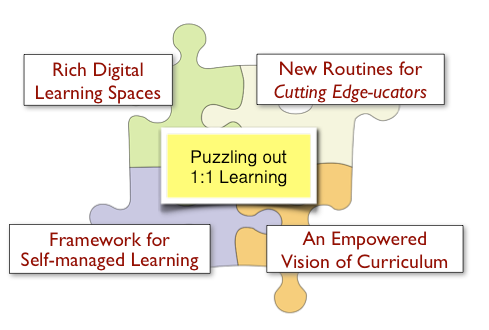 Rich Digital
Learning Spaces
New Routines for
Cutting Edge-ucators
Puzzling out
1:1 Learning
Framework for
Self-managed Learning
An Empowered
Vision of Curriculum